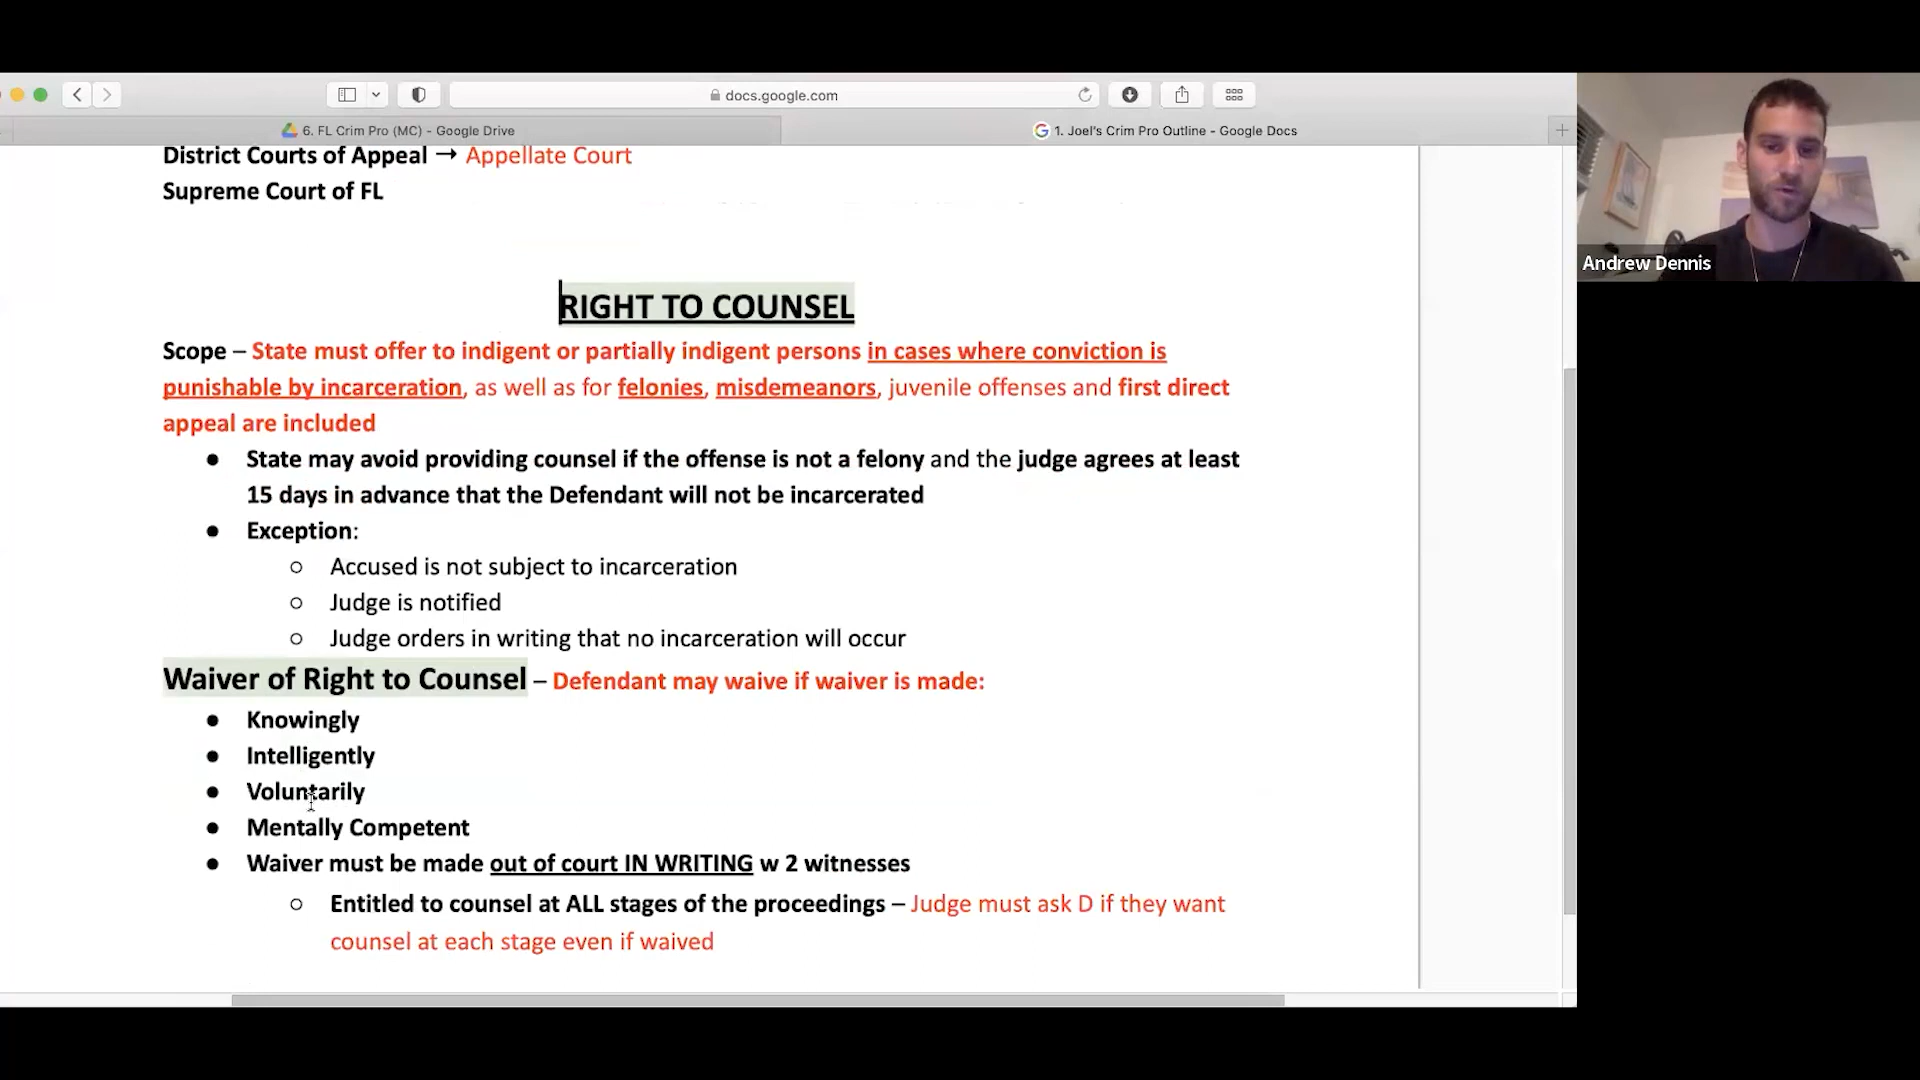 docs.google.com
6. FL Crim Pro (MC) - Google Drive
1. Joel's Crim Pro Outline - Google Docs
District Courts of Appeal → Appellate Court
Supreme Court of FL
RIGHT TO COUNSEL
Scope – State must offer to indigent or partially indigent persons in cases where conviction is
punishable by incarceration, as well as for felonies, misdemeanors, juvenile offenses and first direct
appeal are included
● State may avoid providing counsel if the offense is not a felony and the judge agrees at least
15 days in advance that the Defendant will not be incarcerated
● Exception:
○ Accused is not subject to incarceration
○ Judge is notified
○ Judge orders in writing that no incarceration will occur
Waiver of Right to Counsel – Defendant may waive if waiver is made:
● Knowingly
● Intelligently
● Voluntarily
● Mentally Competent
● Waiver must be made out of court IN WRITING w 2 witnesses
○ Entitled to counsel at ALL stages of the proceedings – Judge must ask D if they want
counsel at each stage even if waived
Andrew Dennis